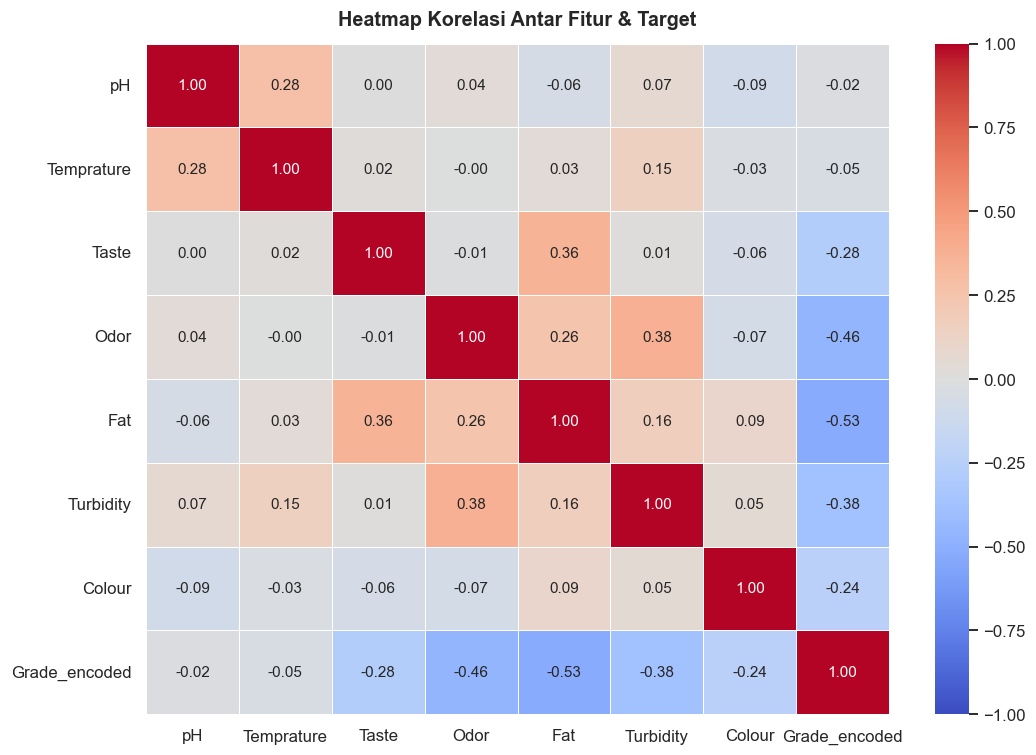 Heatmap Korelasi Antar Fitur & Target
pH 1.00 0.28 0.00 0.04 -0.06 0.07 -0.09 -0.02
Temprature 0.28 1.00 0.02 -0.00 0.03 0.15 -0.03 -0.05
Taste 0.00 0.02 1.00 -0.01 0.36 0.01 -0.06 -0.28
Odor 0.04 -0.00 -0.01 1.00 0.26 0.38 -0.07 -0.46
Fat -0.06 0.03 0.36 0.26 1.00 0.16 0.09 -0.53
Turbidity 0.07 0.15 0.01 0.38 0.16 1.00 0.05 -0.38
Colour -0.09 -0.03 -0.06 -0.07 0.09 0.05 1.00 -0.24
Grade_encoded -0.02 -0.05 -0.28 -0.46 -0.53 -0.38 -0.24 1.00
pH Temprature Taste Odor Fat Turbidity Colour Grade_encoded
1.00
0.75
0.50
0.25
0.00
−0.25
−0.50
−0.75
−1.00